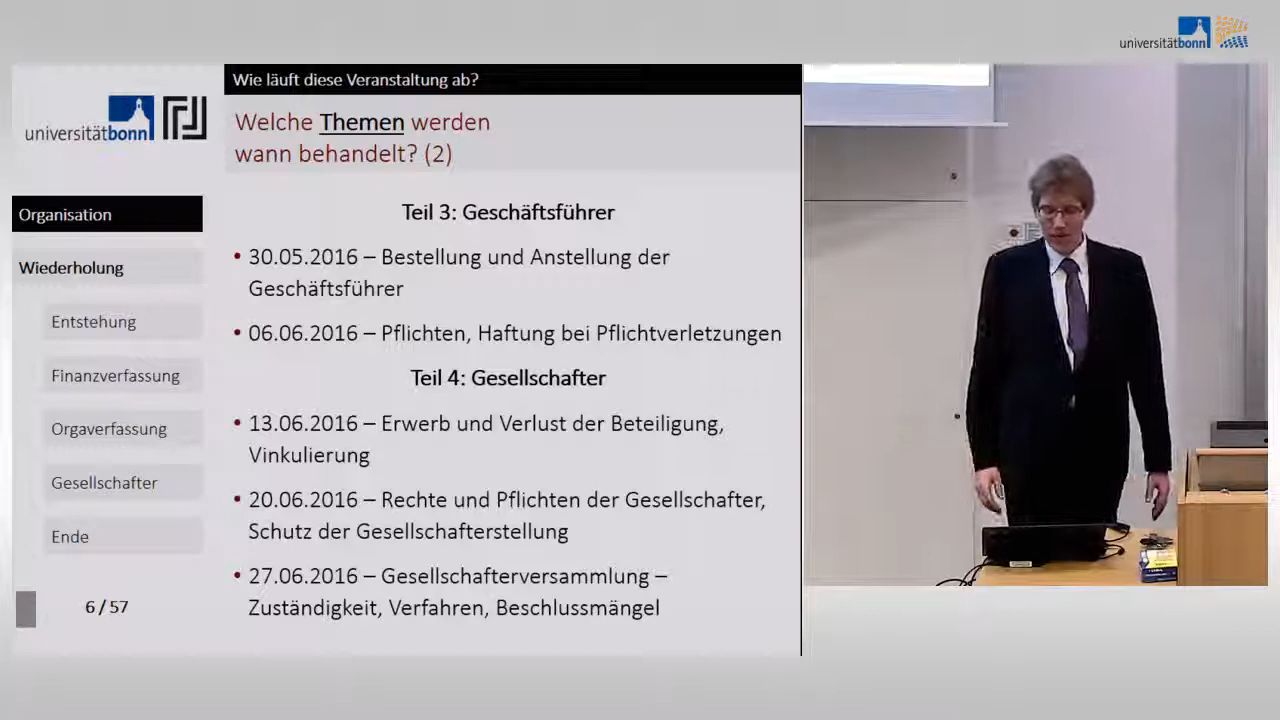 universitätbonn
Wie läuft diese Veranstaltung ab?
universitätbonn
Welche Themen werden
wann behandelt? (2)
Organisation
Wiederholung
Entstehung
Finanzverfassung
Orgaverfassung
Gesellschafter
Ende
6 / 57
Teil 3: Geschäftsführer
• 30.05.2016 – Bestellung und Anstellung der
Geschäftsführer
• 06.06.2016 – Pflichten, Haftung bei Pflichtverletzungen
Teil 4: Gesellschafter
• 13.06.2016 – Erwerb und Verlust der Beteiligung,
Vinkulierung
• 20.06.2016 – Rechte und Pflichten der Gesellschafter,
Schutz der Gesellschafterstellung
• 27.06.2016 – Gesellschafterversammlung –
Zuständigkeit, Verfahren, Beschlussmängel